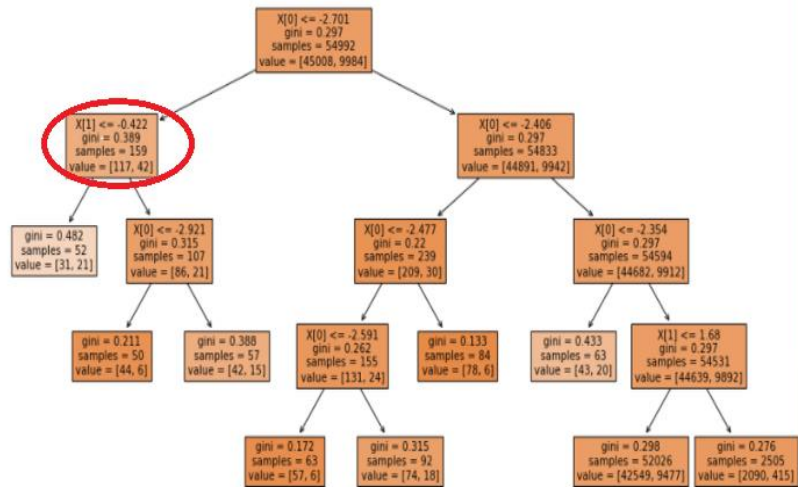 X[0] <= -2.701
gini = 0.297
samples = 54992
value = [45008, 9984]
X[1] <= -0.422
gini = 0.389
samples = 159
value = [117, 42]
X[0] <= -2.406
gini = 0.297
samples = 54833
value = [44891, 9942]
gini = 0.482
samples = 52
value = [31, 21]
X[0] <= -2.921
gini = 0.315
samples = 107
value = [86, 21]
X[0] <= -2.477
gini = 0.22
samples = 239
value = [209, 30]
X[0] <= -2.354
gini = 0.297
samples = 54594
value = [44682, 9912]
gini = 0.211
samples = 50
value = [44, 6]
gini = 0.388
samples = 57
value = [42, 15]
X[0] <= -2.591
gini = 0.262
samples = 155
value = [131, 24]
gini = 0.133
samples = 84
value = [78, 6]
gini = 0.433
samples = 63
value = [43, 20]
X[1] <= 1.68
gini = 0.297
samples = 54531
value = [44639, 9892]
gini = 0.172
samples = 63
value = [57, 6]
gini = 0.315
samples = 92
value = [74, 18]
gini = 0.298
samples = 52026
value = [42549, 9477]
gini = 0.276
samples = 2505
value = [2090, 415]